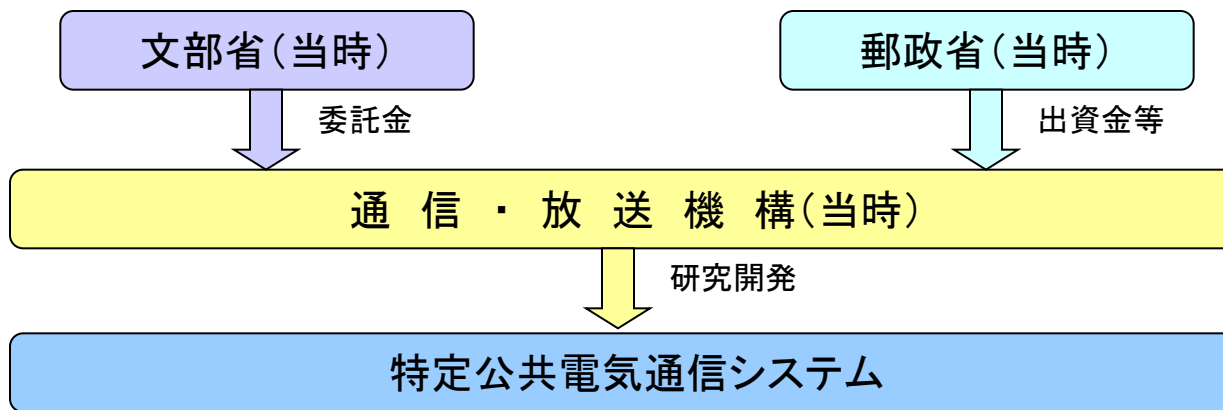 文部省（当時）
郵政省（当時）
委託金
出資金等
通　信　・　放　送　機　構（当時）
研究開発
特定公共電気通信システム